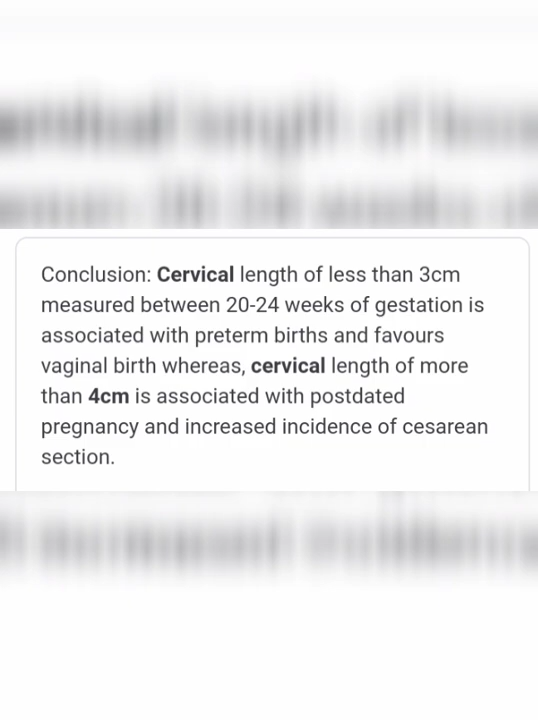 Conclusion: Cervical length of less than 3cm
measured between 20-24 weeks of gestation is
associated with preterm births and favours
vaginal birth whereas, cervical length of more
than 4cm is associated with postdated
pregnancy and increased incidence of cesarean
section.